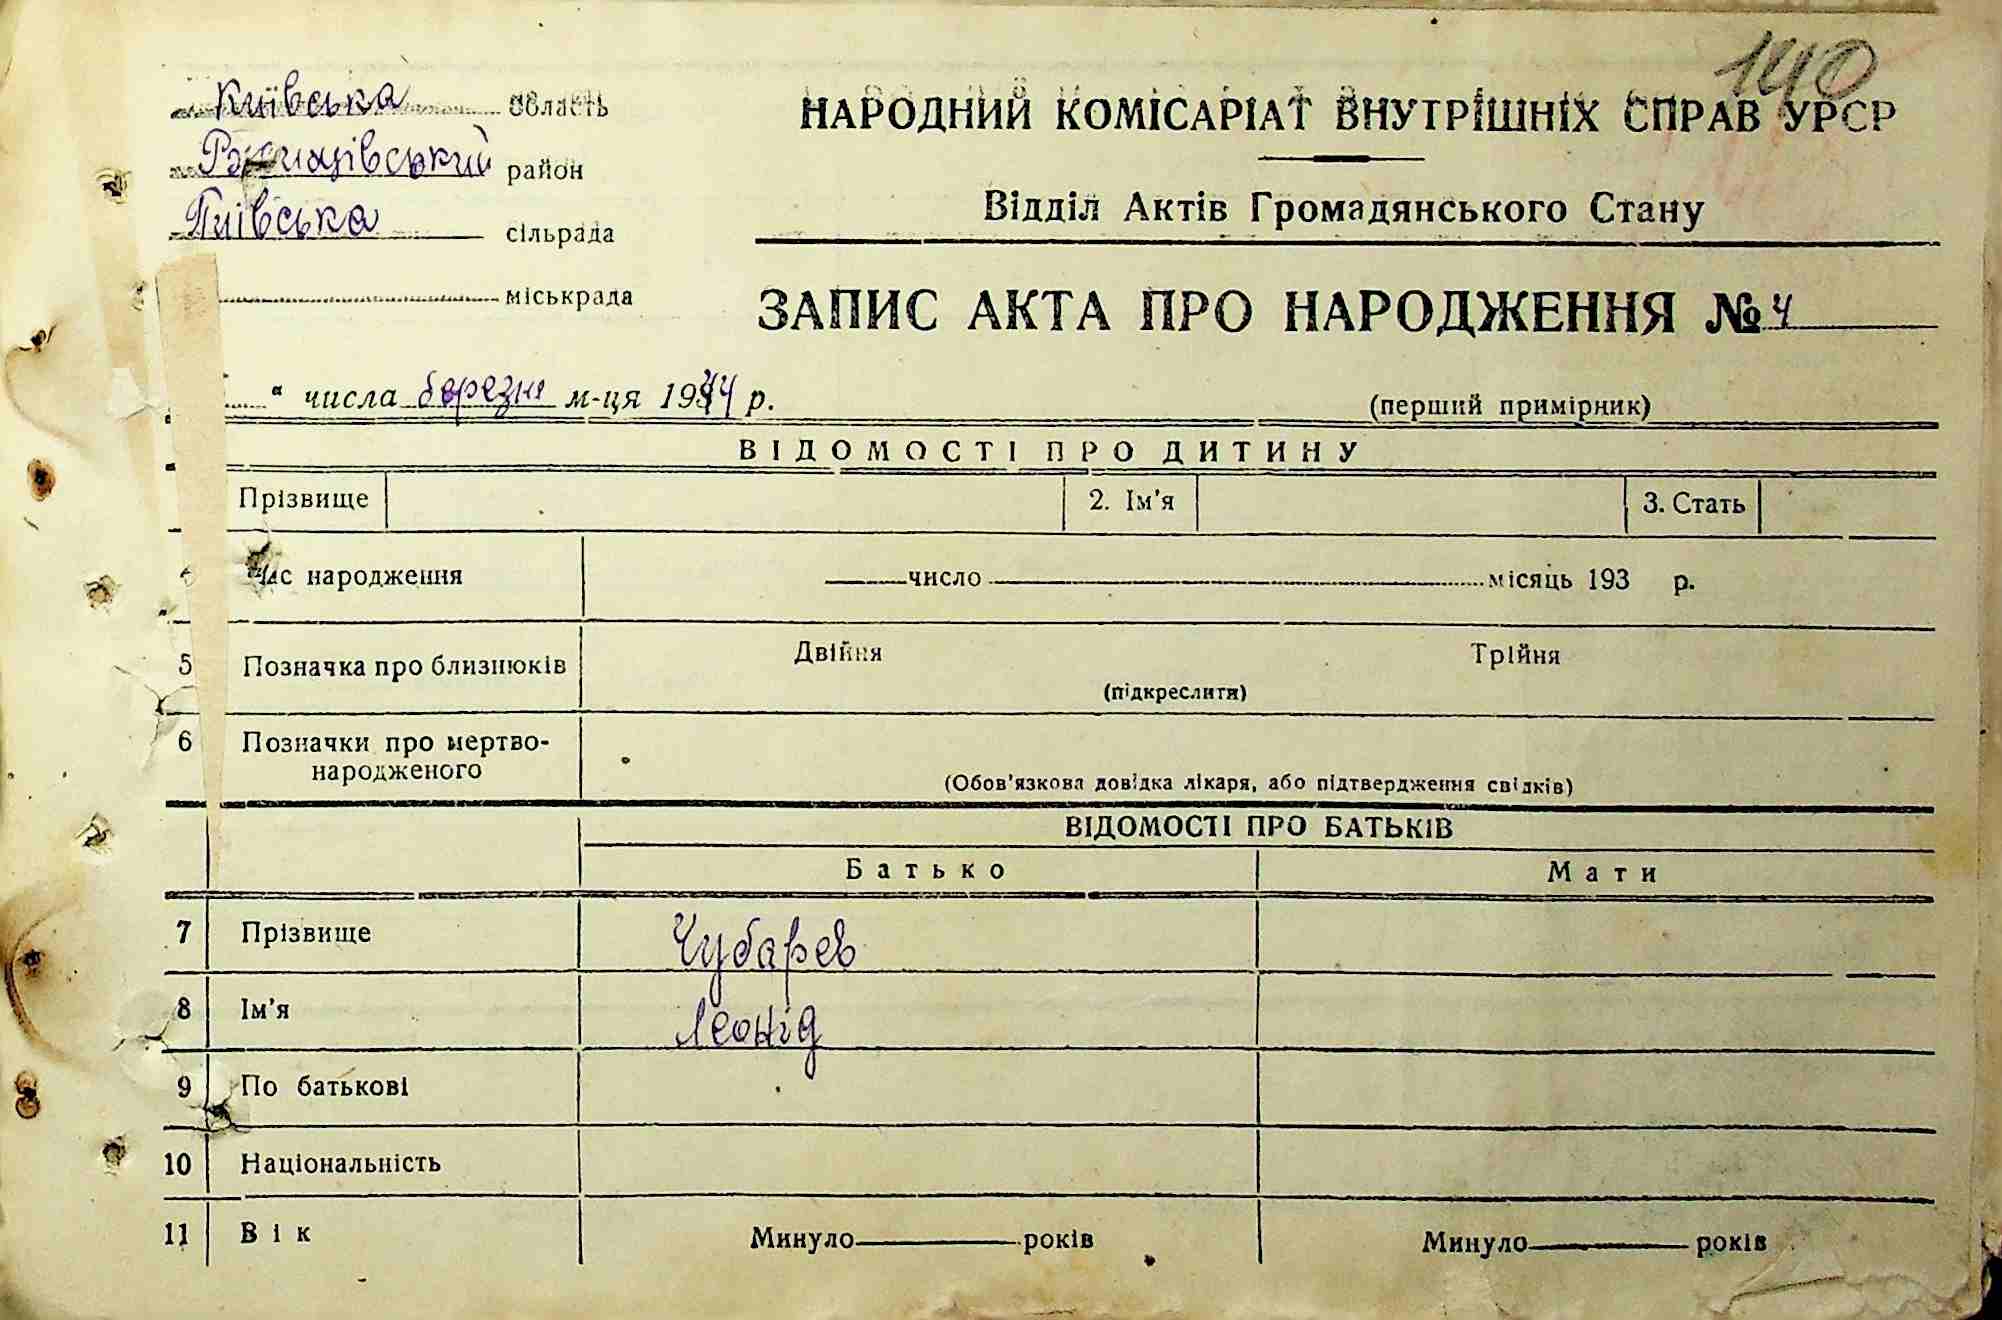 140
Київська область
НАРОДНИЙ КОМІСАРІАТ ВНУТРІШНІХ СПРАВ УРСР
Ржищівський район
Відділ Актів Громадянського Стану
Пиївська сільрада
міськрада
ЗАПИС АКТА ПРО НАРОДЖЕННЯ № 4
" числа березня м-ця 1944 р.
(перший примірник)
ВІДОМОСТІ ПРО ДИТИНУ
Прізвище 2. Ім'я 3. Стать
Час народження число місяць 193 р.
5 Позначка про близнюків Двійня Трійня
(підкреслити)
6 Позначки про мертво-
народженого
(Обов'язкова довідка лікаря, або підтвердження свідків)
ВІДОМОСТІ ПРО БАТЬКІВ
Батько Мати
7 Прізвище Чубарев
8 Ім'я Леонід
9 По батькові
10 Національність
11 Вік Минуло років Минуло років